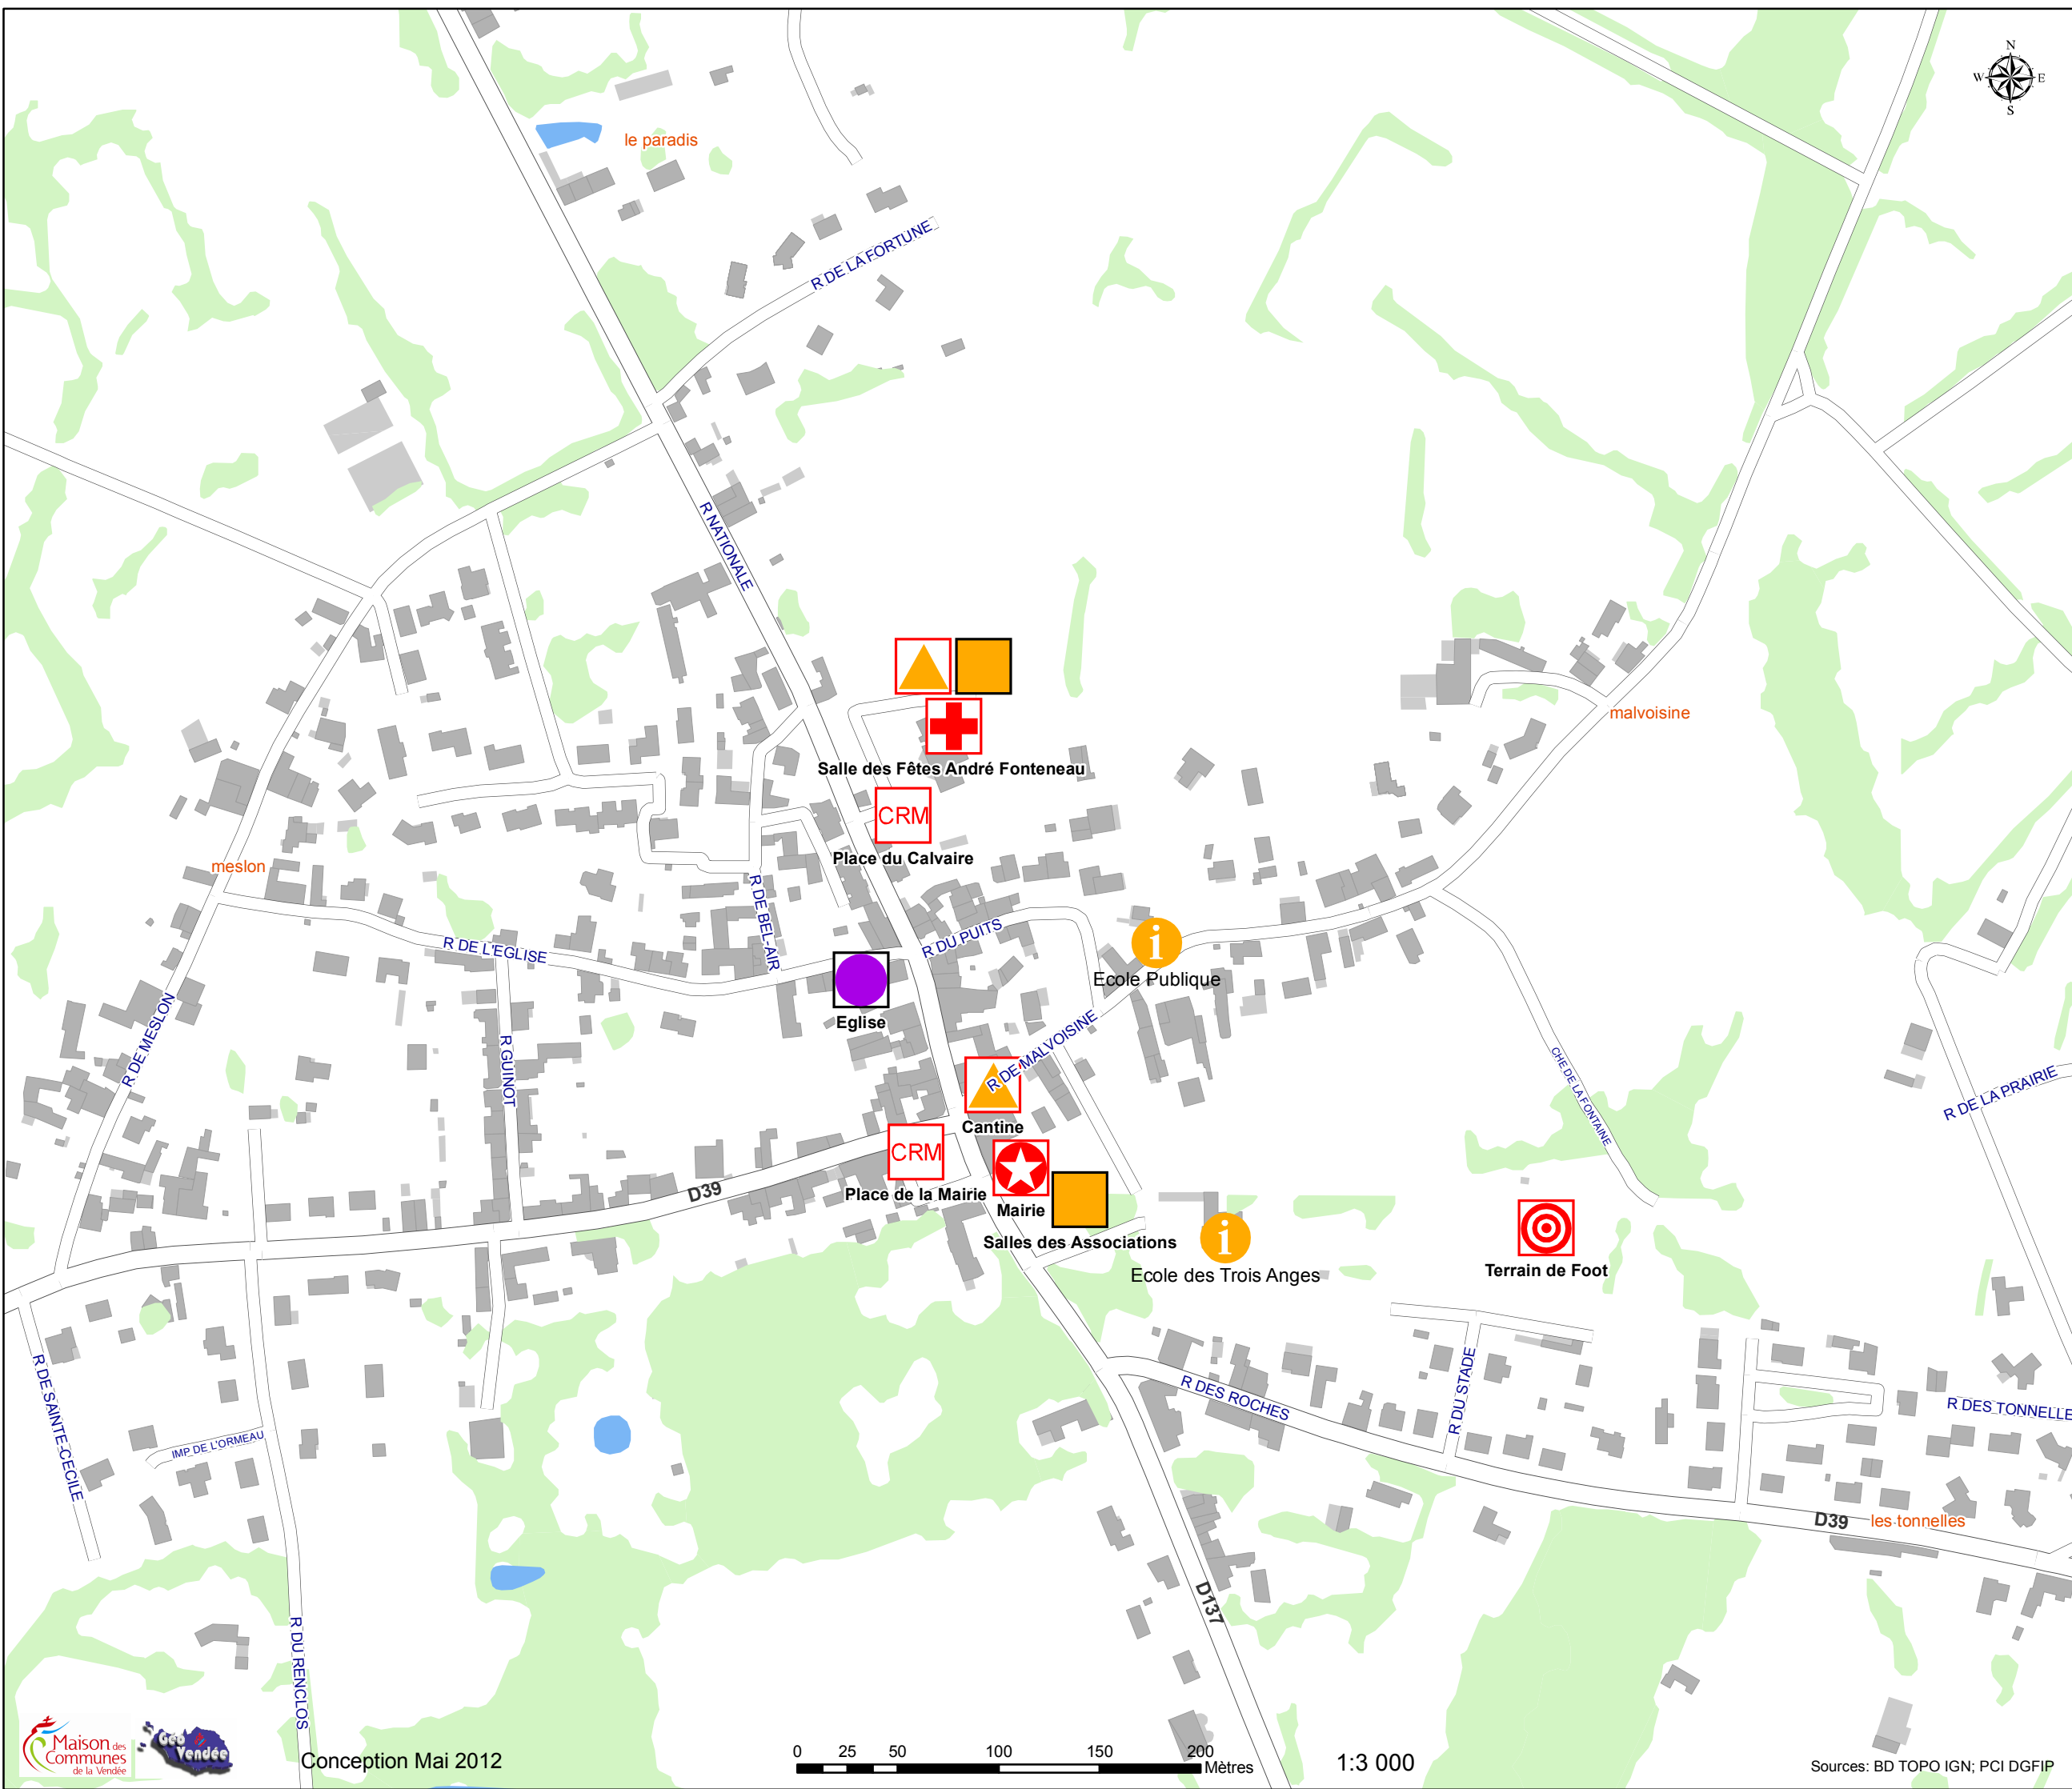 N
W E
S
le paradis
R DE LA FORTUNE
R NATIONALE
malvoisine
Salle des Fêtes André Fonteneau
CRM
Place du Calvaire
meslon
R DE BEL-AIR
R DU PUITS
R DE L'EGLISE
i
Ecole Publique
Eglise
R DE MESLON
R GUINOT
R DE MALVOISINE
CHE DE LA FONTAINE
R DE LA PRAIRIE
Cantine
CRM
Place de la Mairie
Mairie
D39
Salles des Associations
i
Ecole des Trois Anges
Terrain de Foot
R DE SAINTE-CECILE
R DES ROCHES
R DU STADE
R DES TONNELLE
IMP DE L'ORMEAU
D39
les tonnelles
D137
R DU RENCLOS
Maison des
Communes
de la Vendée
Géo
Vendée
Conception Mai 2012
0 25 50 100 150 200
Mètres
1:3 000
Sources: BD TOPO IGN; PCI DGFIP